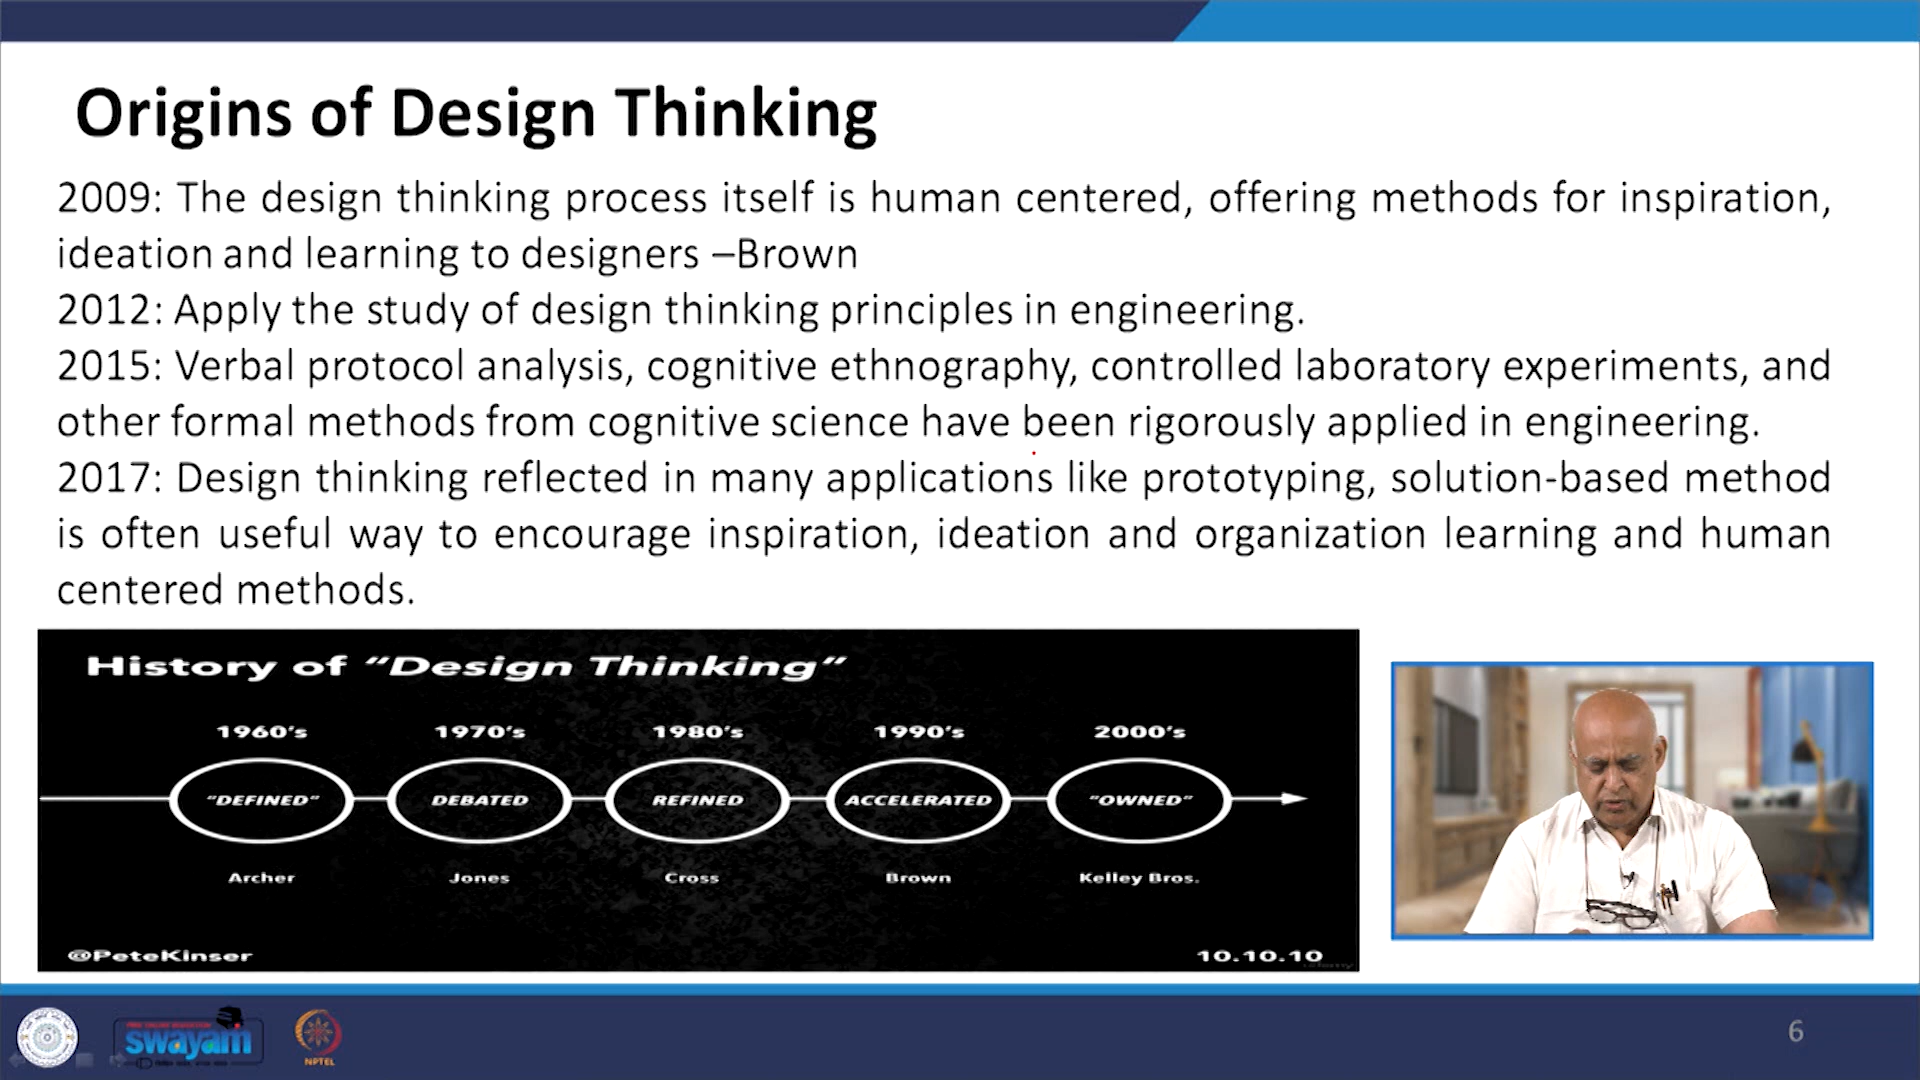 Origins of Design Thinking
2009: The design thinking process itself is human centered, offering methods for inspiration,
ideation and learning to designers –Brown
2012: Apply the study of design thinking principles in engineering.
2015: Verbal protocol analysis, cognitive ethnography, controlled laboratory experiments, and
other formal methods from cognitive science have been rigorously applied in engineering.
2017: Design thinking reflected in many applications like prototyping, solution-based method
is often useful way to encourage inspiration, ideation and organization learning and human
centered methods.
History of “Design Thinking”
1960’s 1970’s 1980’s 1990’s 2000’s
“DEFINED” DEBATED REFINED ACCELERATED “OWNED”
Archer Jones Cross Brown Kelley Bros.
@PeteKinser 10.10.10
swayam
NPTEL
6